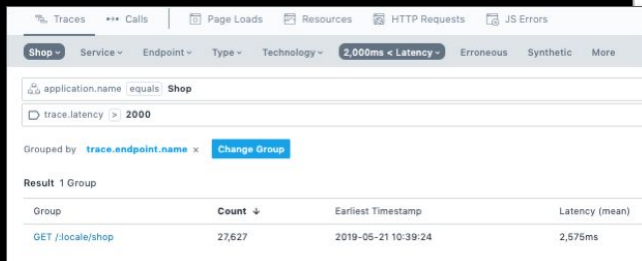 Traces Calls Page Loads Resources HTTP Requests JS Errors
Shop Service Endpoint Type Technology 2,000ms < Latency Erroneous Synthetic More
application.name equals Shop
trace.latency > 2000
Grouped by trace.endpoint.name × Change Group
Result 1 Group
Group Count ↓ Earliest Timestamp Latency (mean)
GET /:locale/shop 27,627 2019-05-21 10:39:24 2,575ms